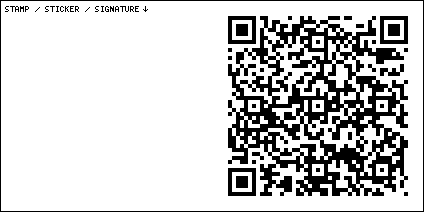 STAMP / STICKER / SIGNATURE ↓